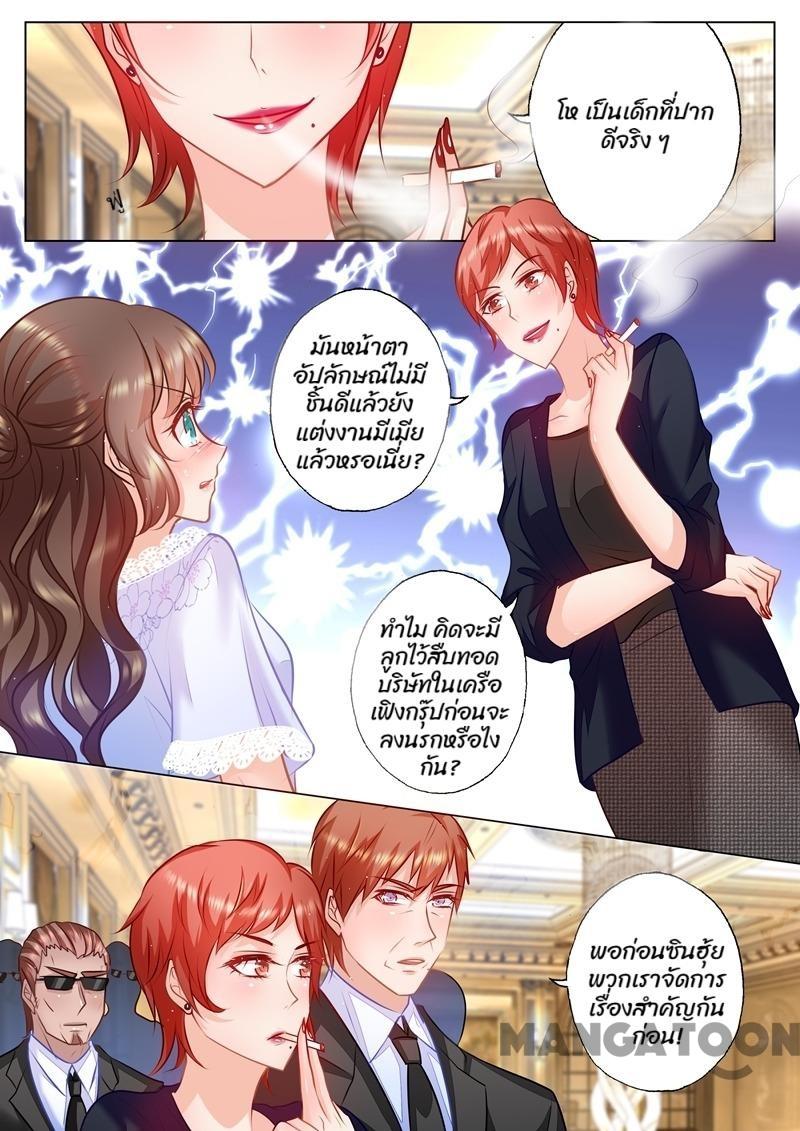 โห เป็นเด็กที่ปาก
ดีจริง ๆ
ฟู่
มันหน้าตา
อัปลักษณ์ไม่มี
ชิ้นดีแล้วยัง
แต่งงานมีเมีย
แล้วหรอเนี่ย?
ทำไม คิดจะมี
ลูกไว้สืบทอด
บริษัทในเครือ
เฟิงกรุ๊ปก่อนจะ
ลงนรกหรือไง
กัน?
พอก่อนซินฮุ้ย
พวกเราจัดการ
เรื่องสำคัญกัน
ก่อน!
MANGATOON